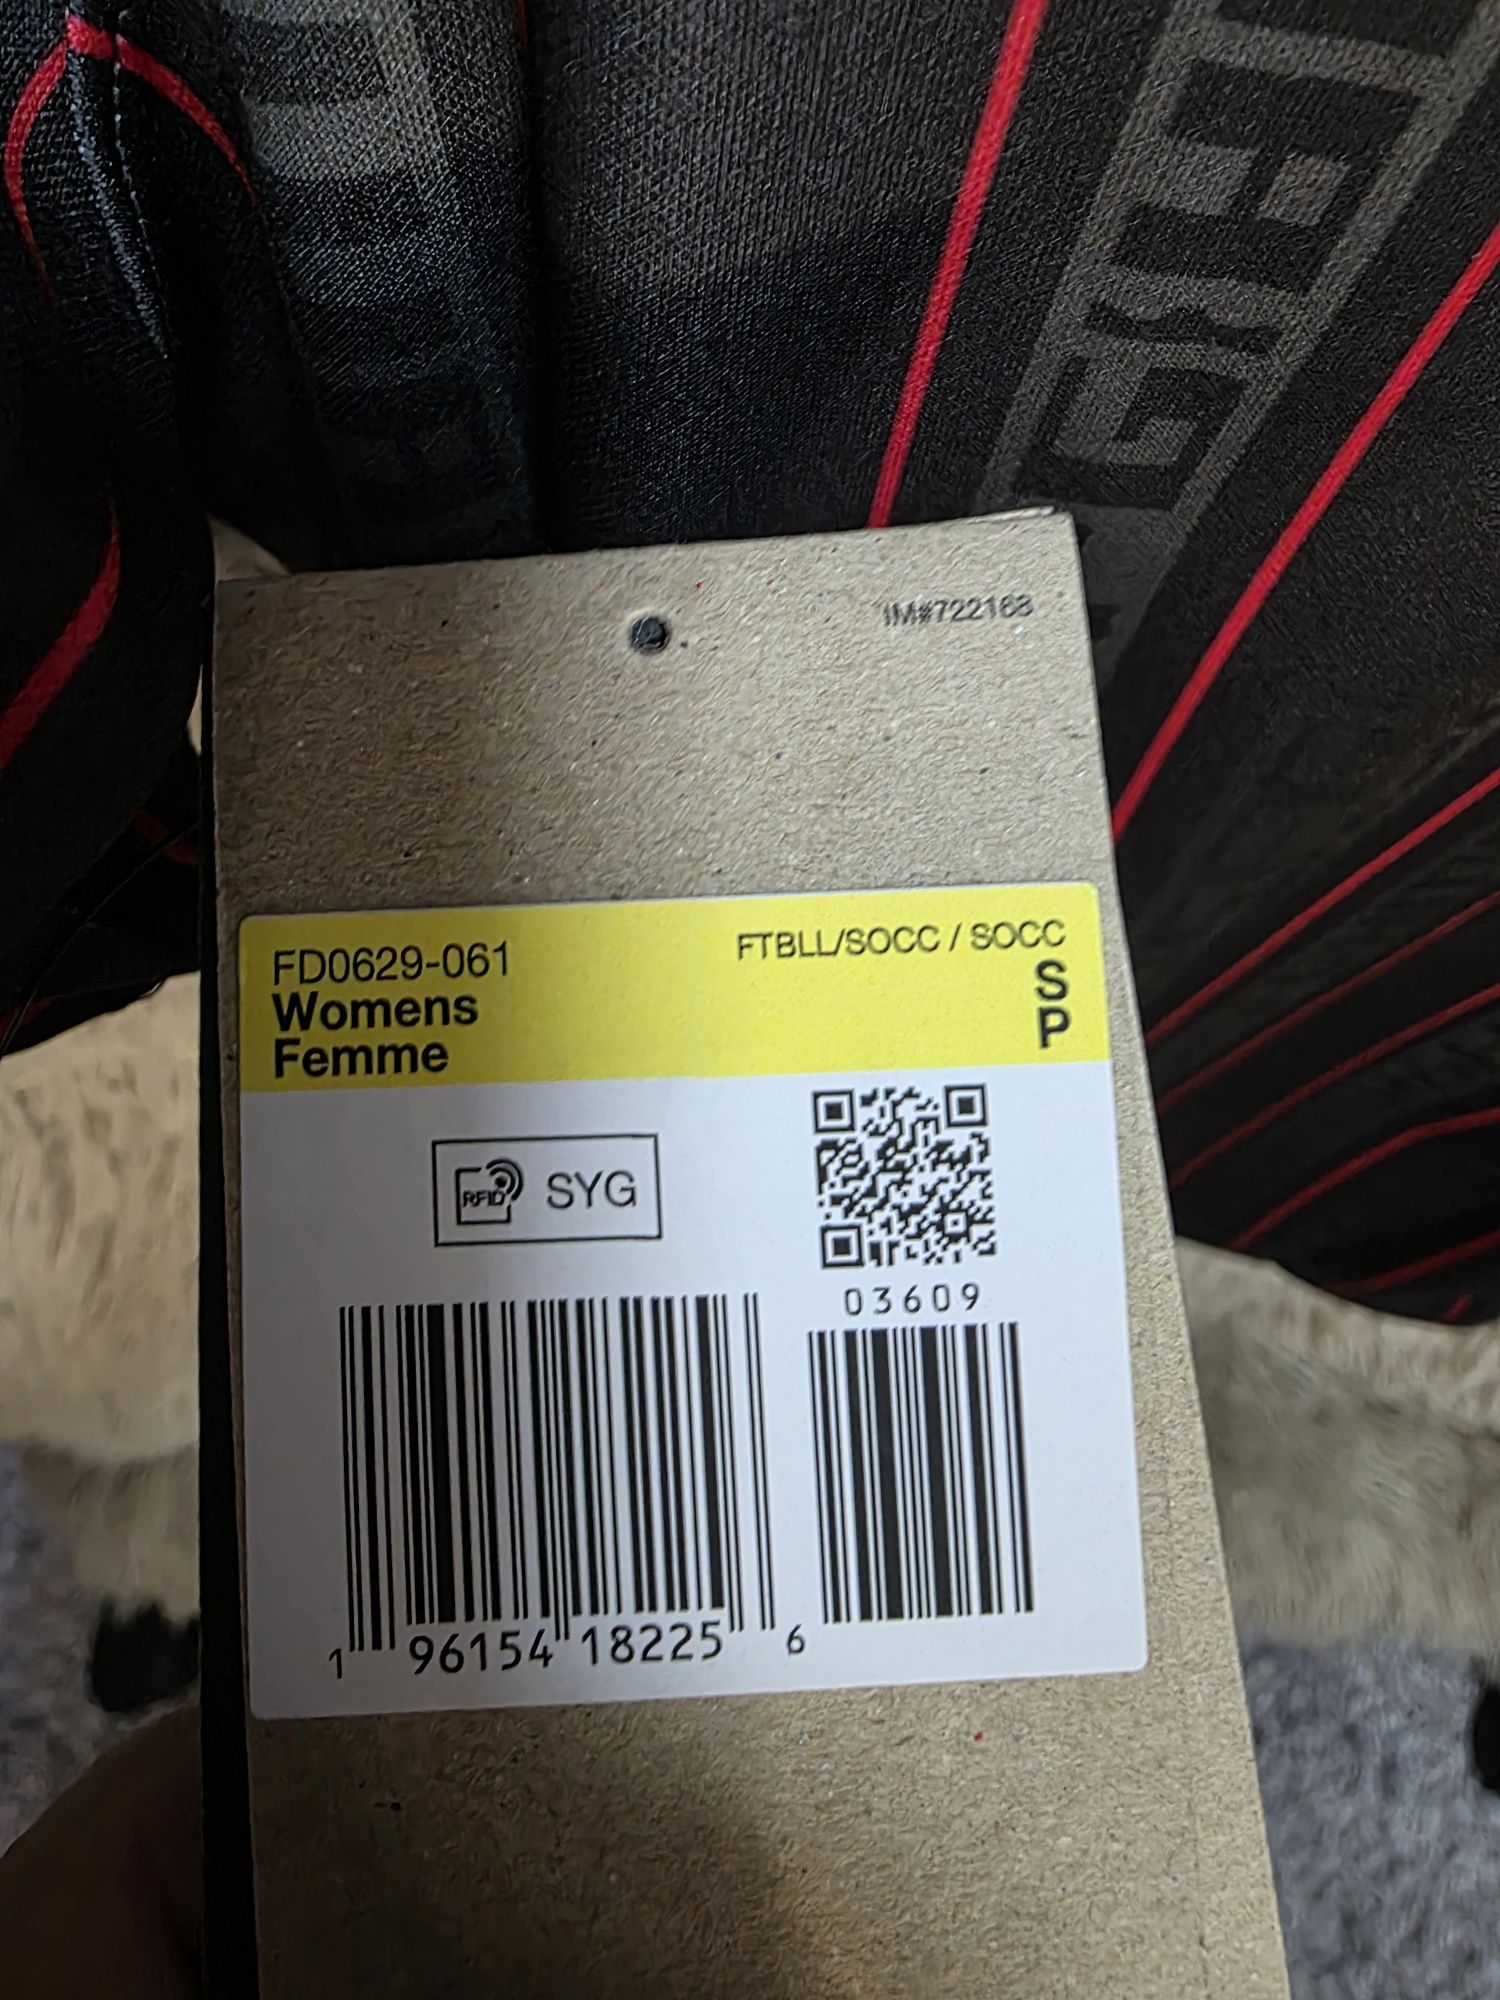 IM#722163
FD0629-061
FTBLL/SOCC / SOCC
Womens
Femme
S
P
RFID
SYG
03609
1 96154 18225 6